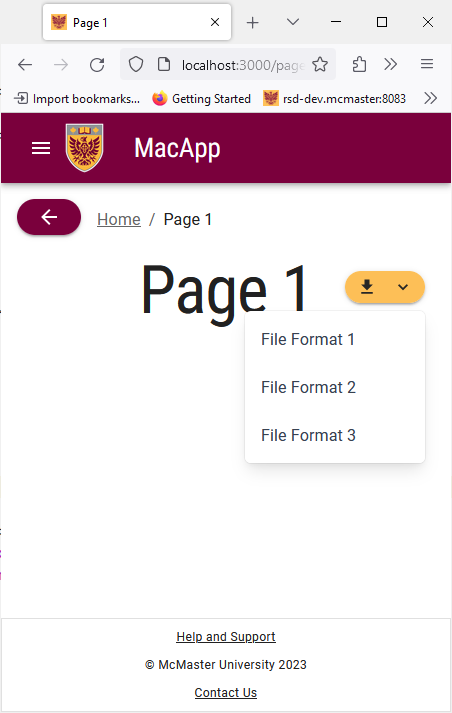 Page 1
localhost:3000/page
Import bookmarks...
Getting Started
rsd-dev.mcmaster:8083
MacApp
Home / Page 1
Page 1
File Format 1
File Format 2
File Format 3
Help and Support
© McMaster University 2023
Contact Us